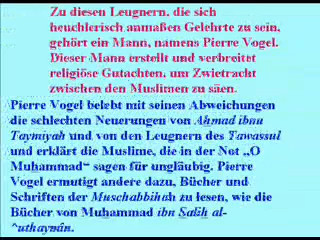 Zu diesen Leugnern, die sich
heuchlerisch anmaßen Gelehrte zu sein,
gehört ein Mann, namens Pierre Vogel.
Dieser Mann erstellt und verbreitet
religiöse Gutachten, um Zwietracht
zwischen den Muslimen zu säen.
Pierre Vogel belebt mit seinen Abweichungen
die schlechten Neuerungen von Ahmad ibnu
Taymiyah und von den Leugnern des Tawassul
und erklärt die Muslime, die in der Not „O
Muhammad“ sagen für ungläubig. Pierre
Vogel ermutigt andere dazu, Bücher und
Schriften der Muschabbihah zu lesen, wie die
Bücher von Muhammad ibn Salih al-
^uthaymîn.